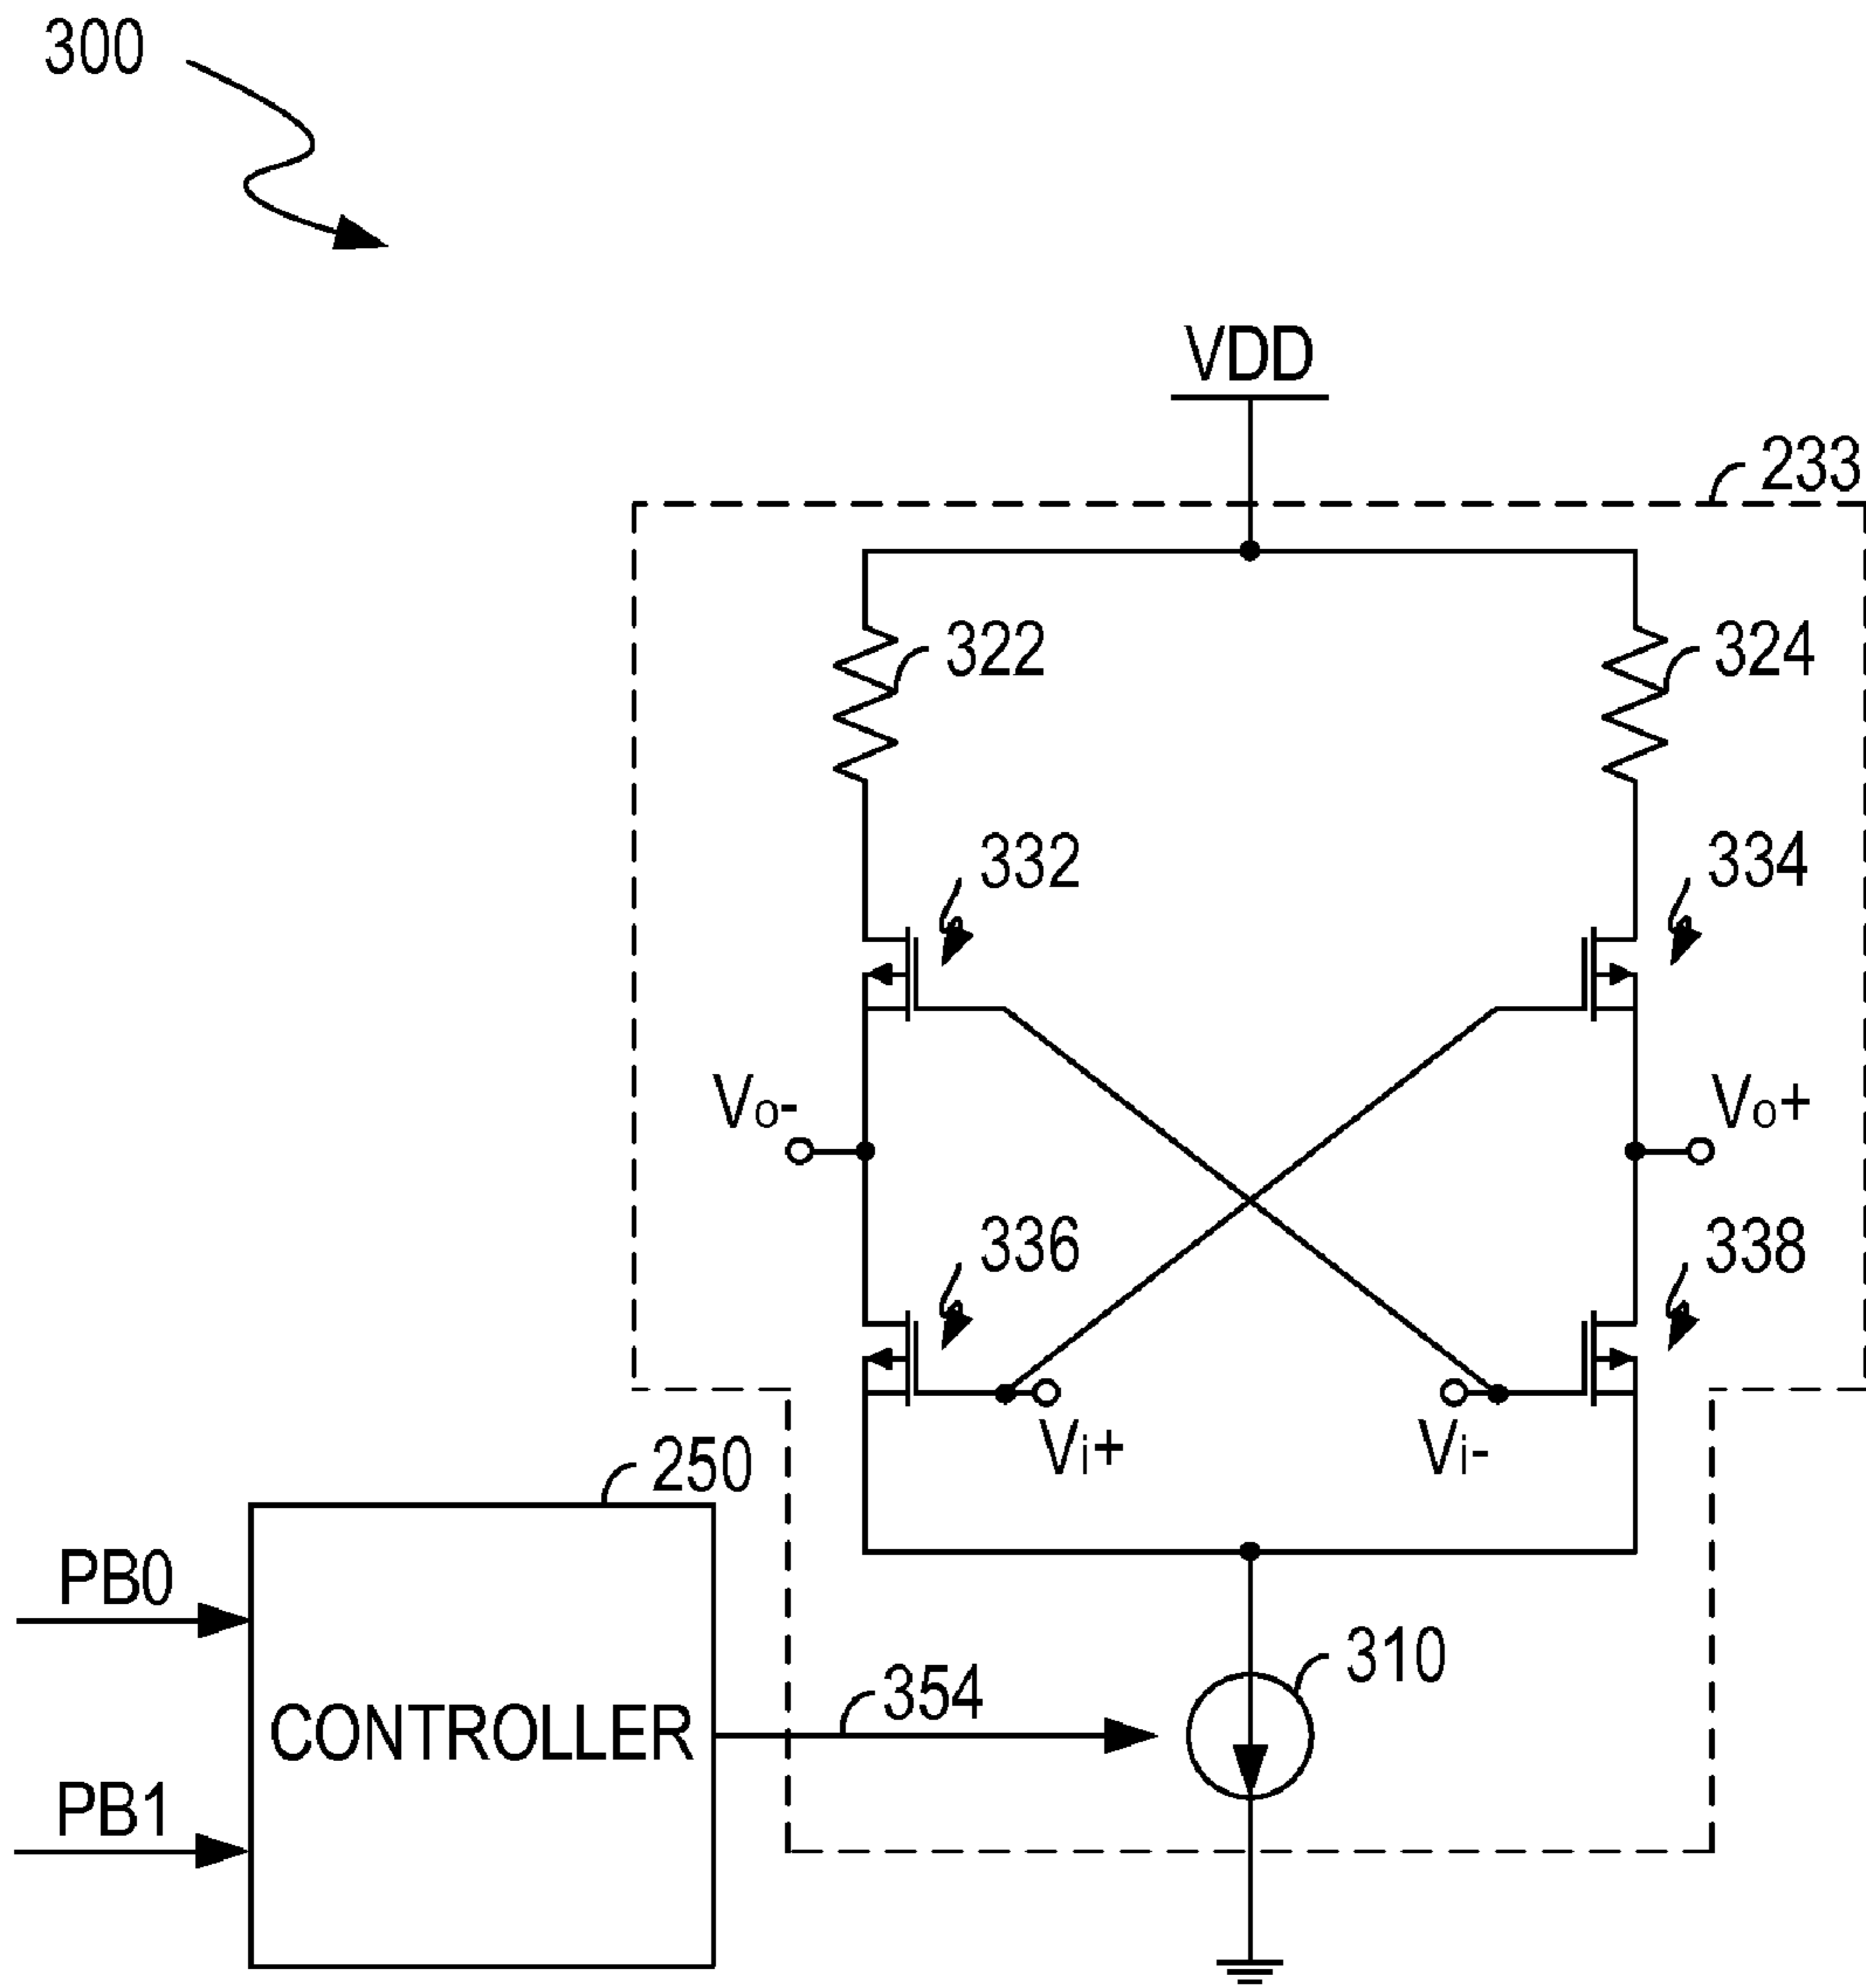 300
VDD
233
322
324
332
334
Vo-
Vo+
336
338
Vi+
Vi-
250
PB0
CONTROLLER
PB1
354
310